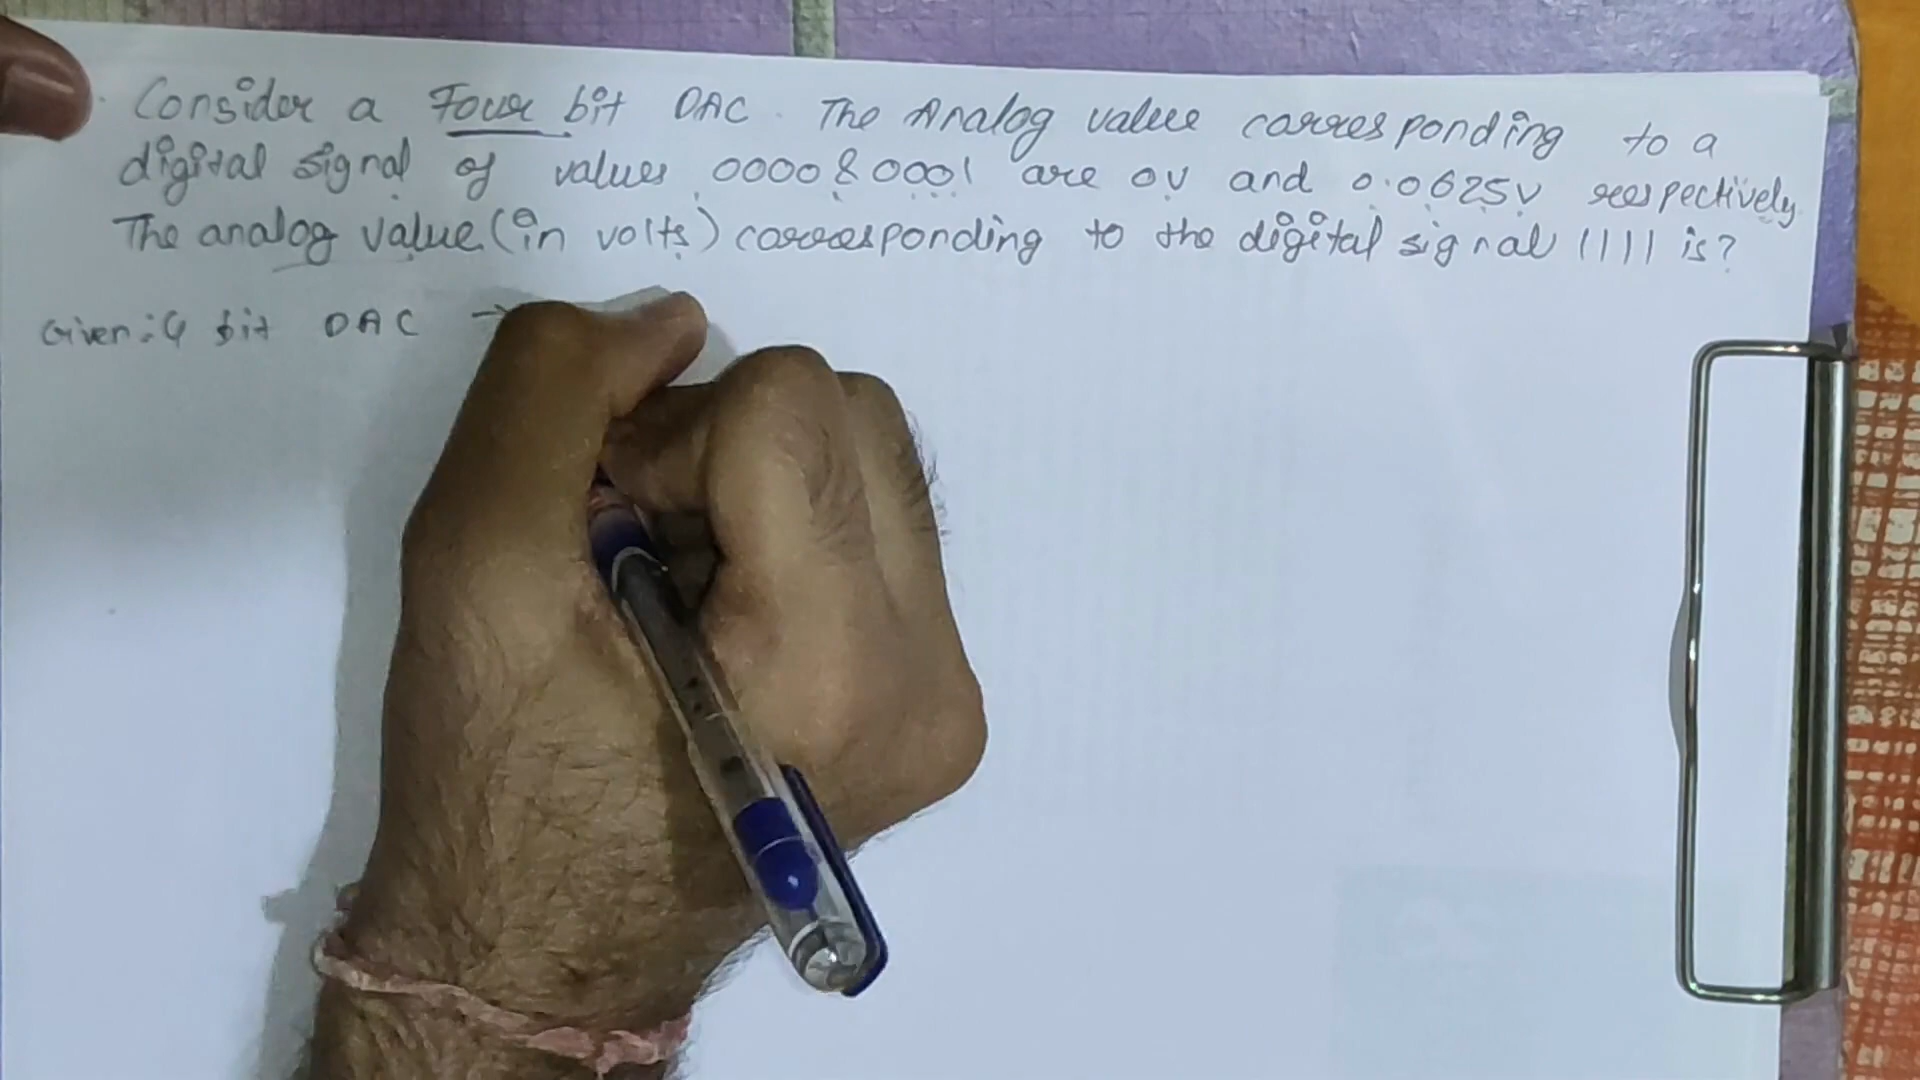 Consider a Four bit DAC. The Analog value corresponding to a
digital signal of values 0000 & 0001 are 0V and 0.0625V respectively
The analog value (in volts) corresponding to the digital signal 1111 is?
Given: 4 bit DAC →